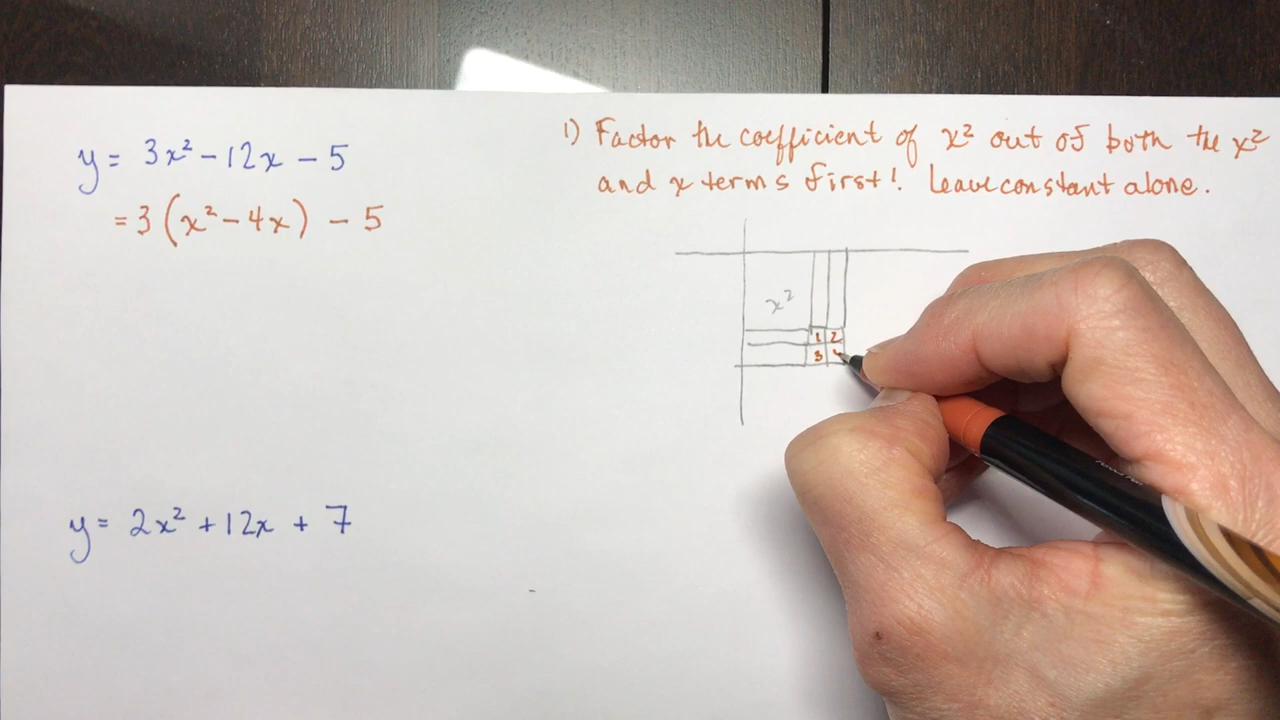 y = 3x² - 12x - 5
= 3 (x² - 4x) - 5
1) Factor the coefficient of x² out of both the x²
and x terms first! Leave constant alone.
x²
1 2
3 4
y = 2x² + 12x + 7